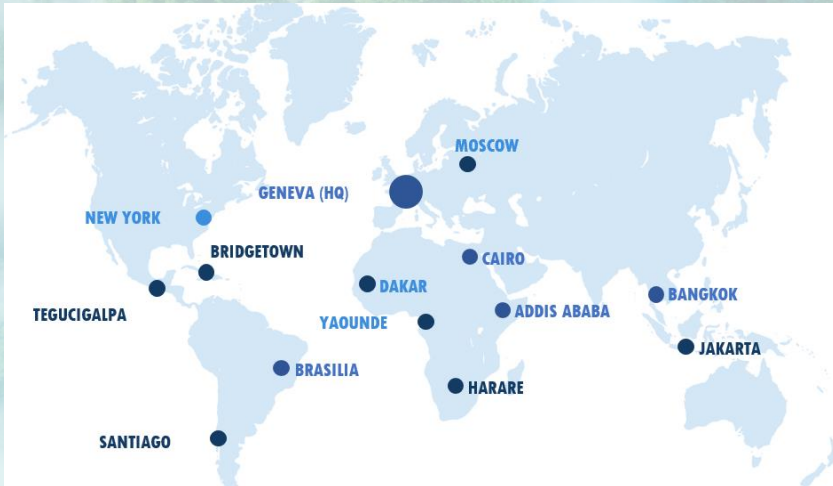 MOSCOW
GENEVA (HQ)
NEW YORK
BRIDGETOWN
CAIRO
DAKAR
BANGKOK
TEGUCIGALPA
YAOUNDE
ADDIS ABABA
JAKARTA
BRASILIA
HARARE
SANTIAGO